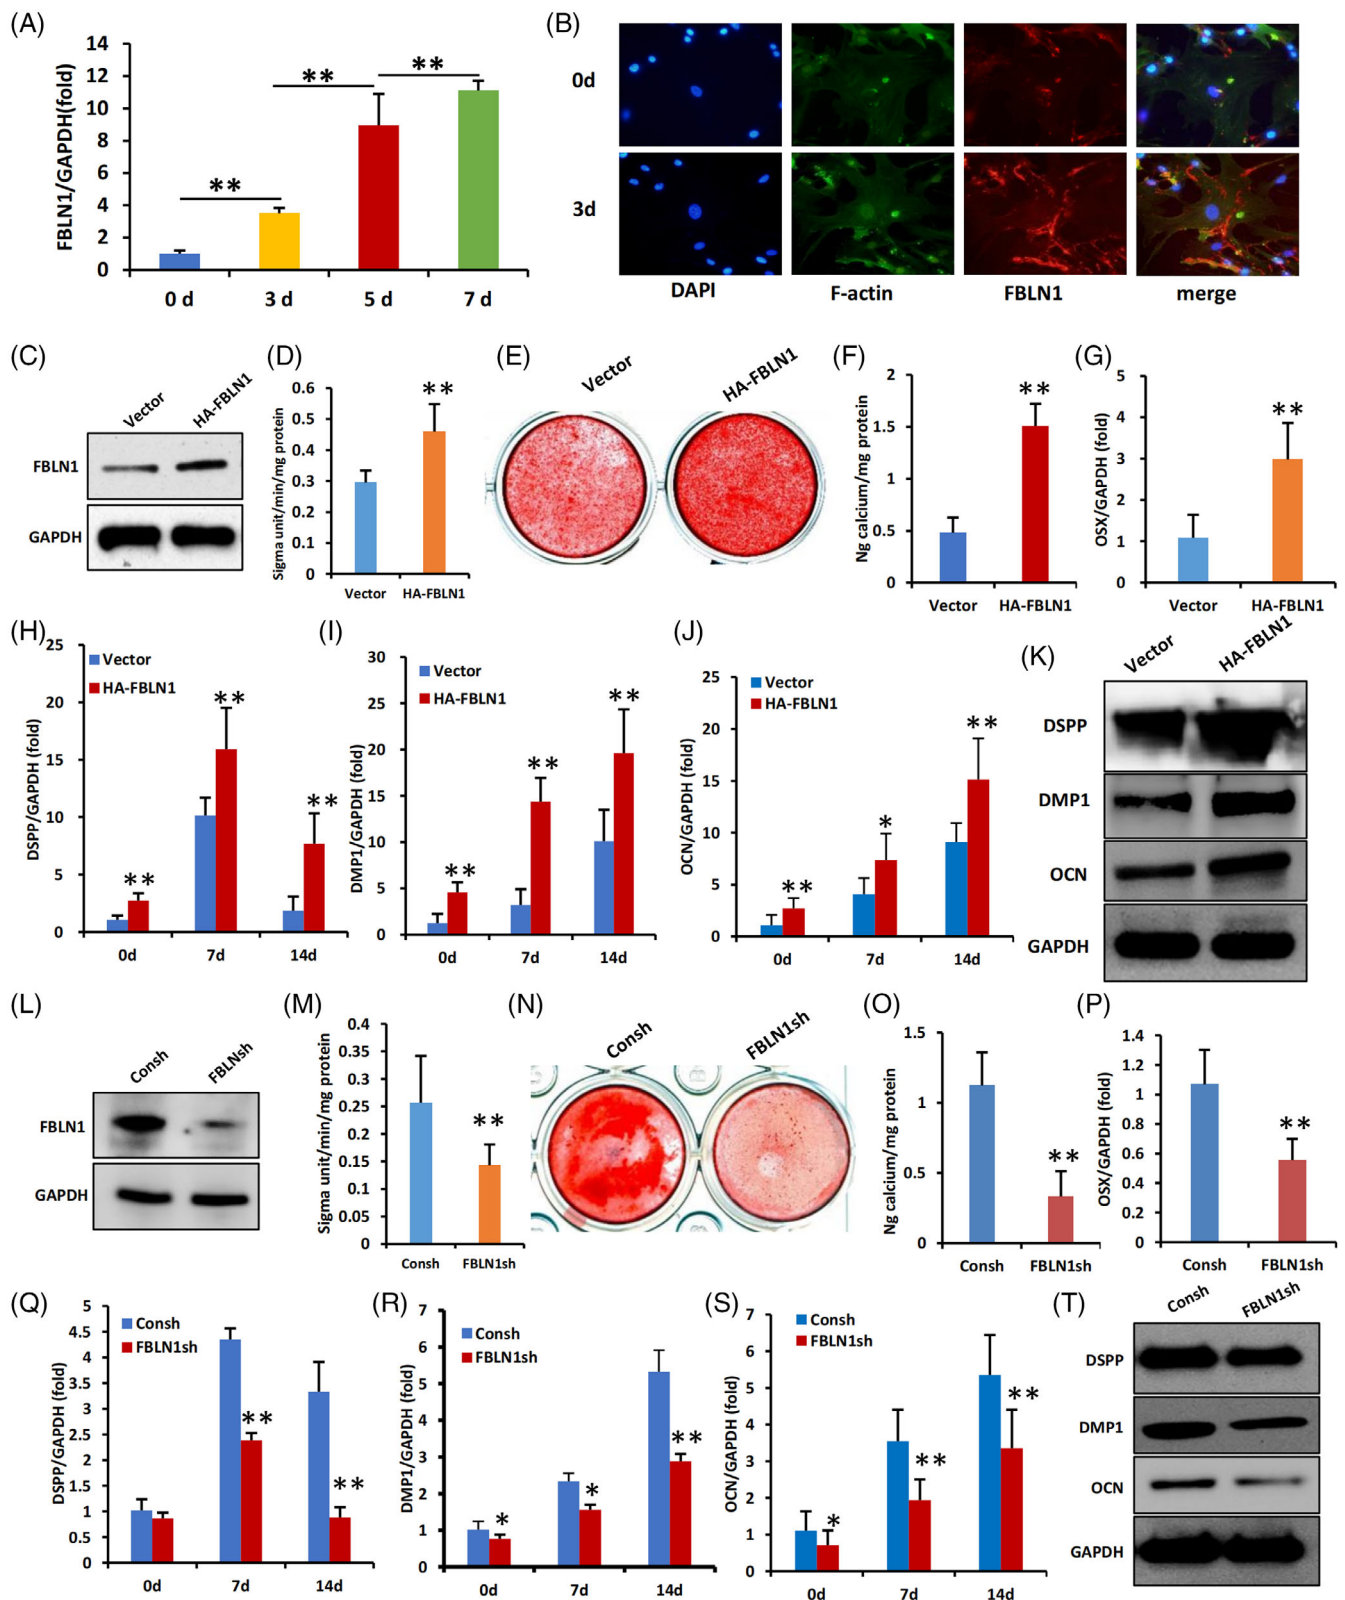 (A)
FBLN1/GAPDH(fold)
14
12
10
8
6
4
2
0
** ** **
0 d 3 d 5 d 7 d
(B)
0d
3d
DAPI F-actin FBLN1 merge
(C)
Vector HA-FBLN1
FBLN1
GAPDH
(D)
Sigma unit/min/mg protein
0.6
0.5
0.4
0.3
0.2
0.1
0
**
Vector HA-FBLN1
(E)
Vector HA-FBLN1
(F)
Ng calcium/mg protein
2
1.5
1
0.5
0
**
Vector HA-FBLN1
(G)
OSX/GAPDH (fold)
5
4
3
2
1
0
**
Vector HA-FBLN1
(H)
DSPP/GAPDH (fold)
25
20
15
10
5
0
Vector
HA-FBLN1
** ** **
0d 7d 14d
(I)
DMP1/GAPDH (fold)
30
25
20
15
10
5
0
Vector
HA-FBLN1
** ** **
0d 7d 14d
(J)
OCN/GAPDH (fold)
25
20
15
10
5
0
Vector
HA-FBLN1
** * **
0d 7d 14d
(K)
Vector HA-FBLN1
DSPP
DMP1
OCN
GAPDH
(L)
Consh FBLNsh
FBLN1
GAPDH
(M)
Sigma unit/min/mg protein
0.4
0.35
0.3
0.25
0.2
0.15
0.1
0.05
0
**
Consh FBLN1sh
(N)
Consh FBLN1sh
(O)
Ng calcium/mg protein
1.5
1
0.5
0
**
Consh FBLN1sh
(P)
OSX/GAPDH (fold)
1.4
1.2
1
0.8
0.6
0.4
0.2
0
**
Consh FBLN1sh
(Q)
DSPP/GAPDH (fold)
5
4.5
4
3.5
3
2.5
2
1.5
1
0.5
0
Consh
FBLN1sh
** **
0d 7d 14d
(R)
DMP1/GAPDH (fold)
7
6
5
4
3
2
1
0
Consh
FBLN1sh
* * **
0d 7d 14d
(S)
OCN/GAPDH (fold)
7
6
5
4
3
2
1
0
Consh
FBLN1sh
* ** **
0d 7d 14d
(T)
Consh FBLN1sh
DSPP
DMP1
OCN
GAPDH